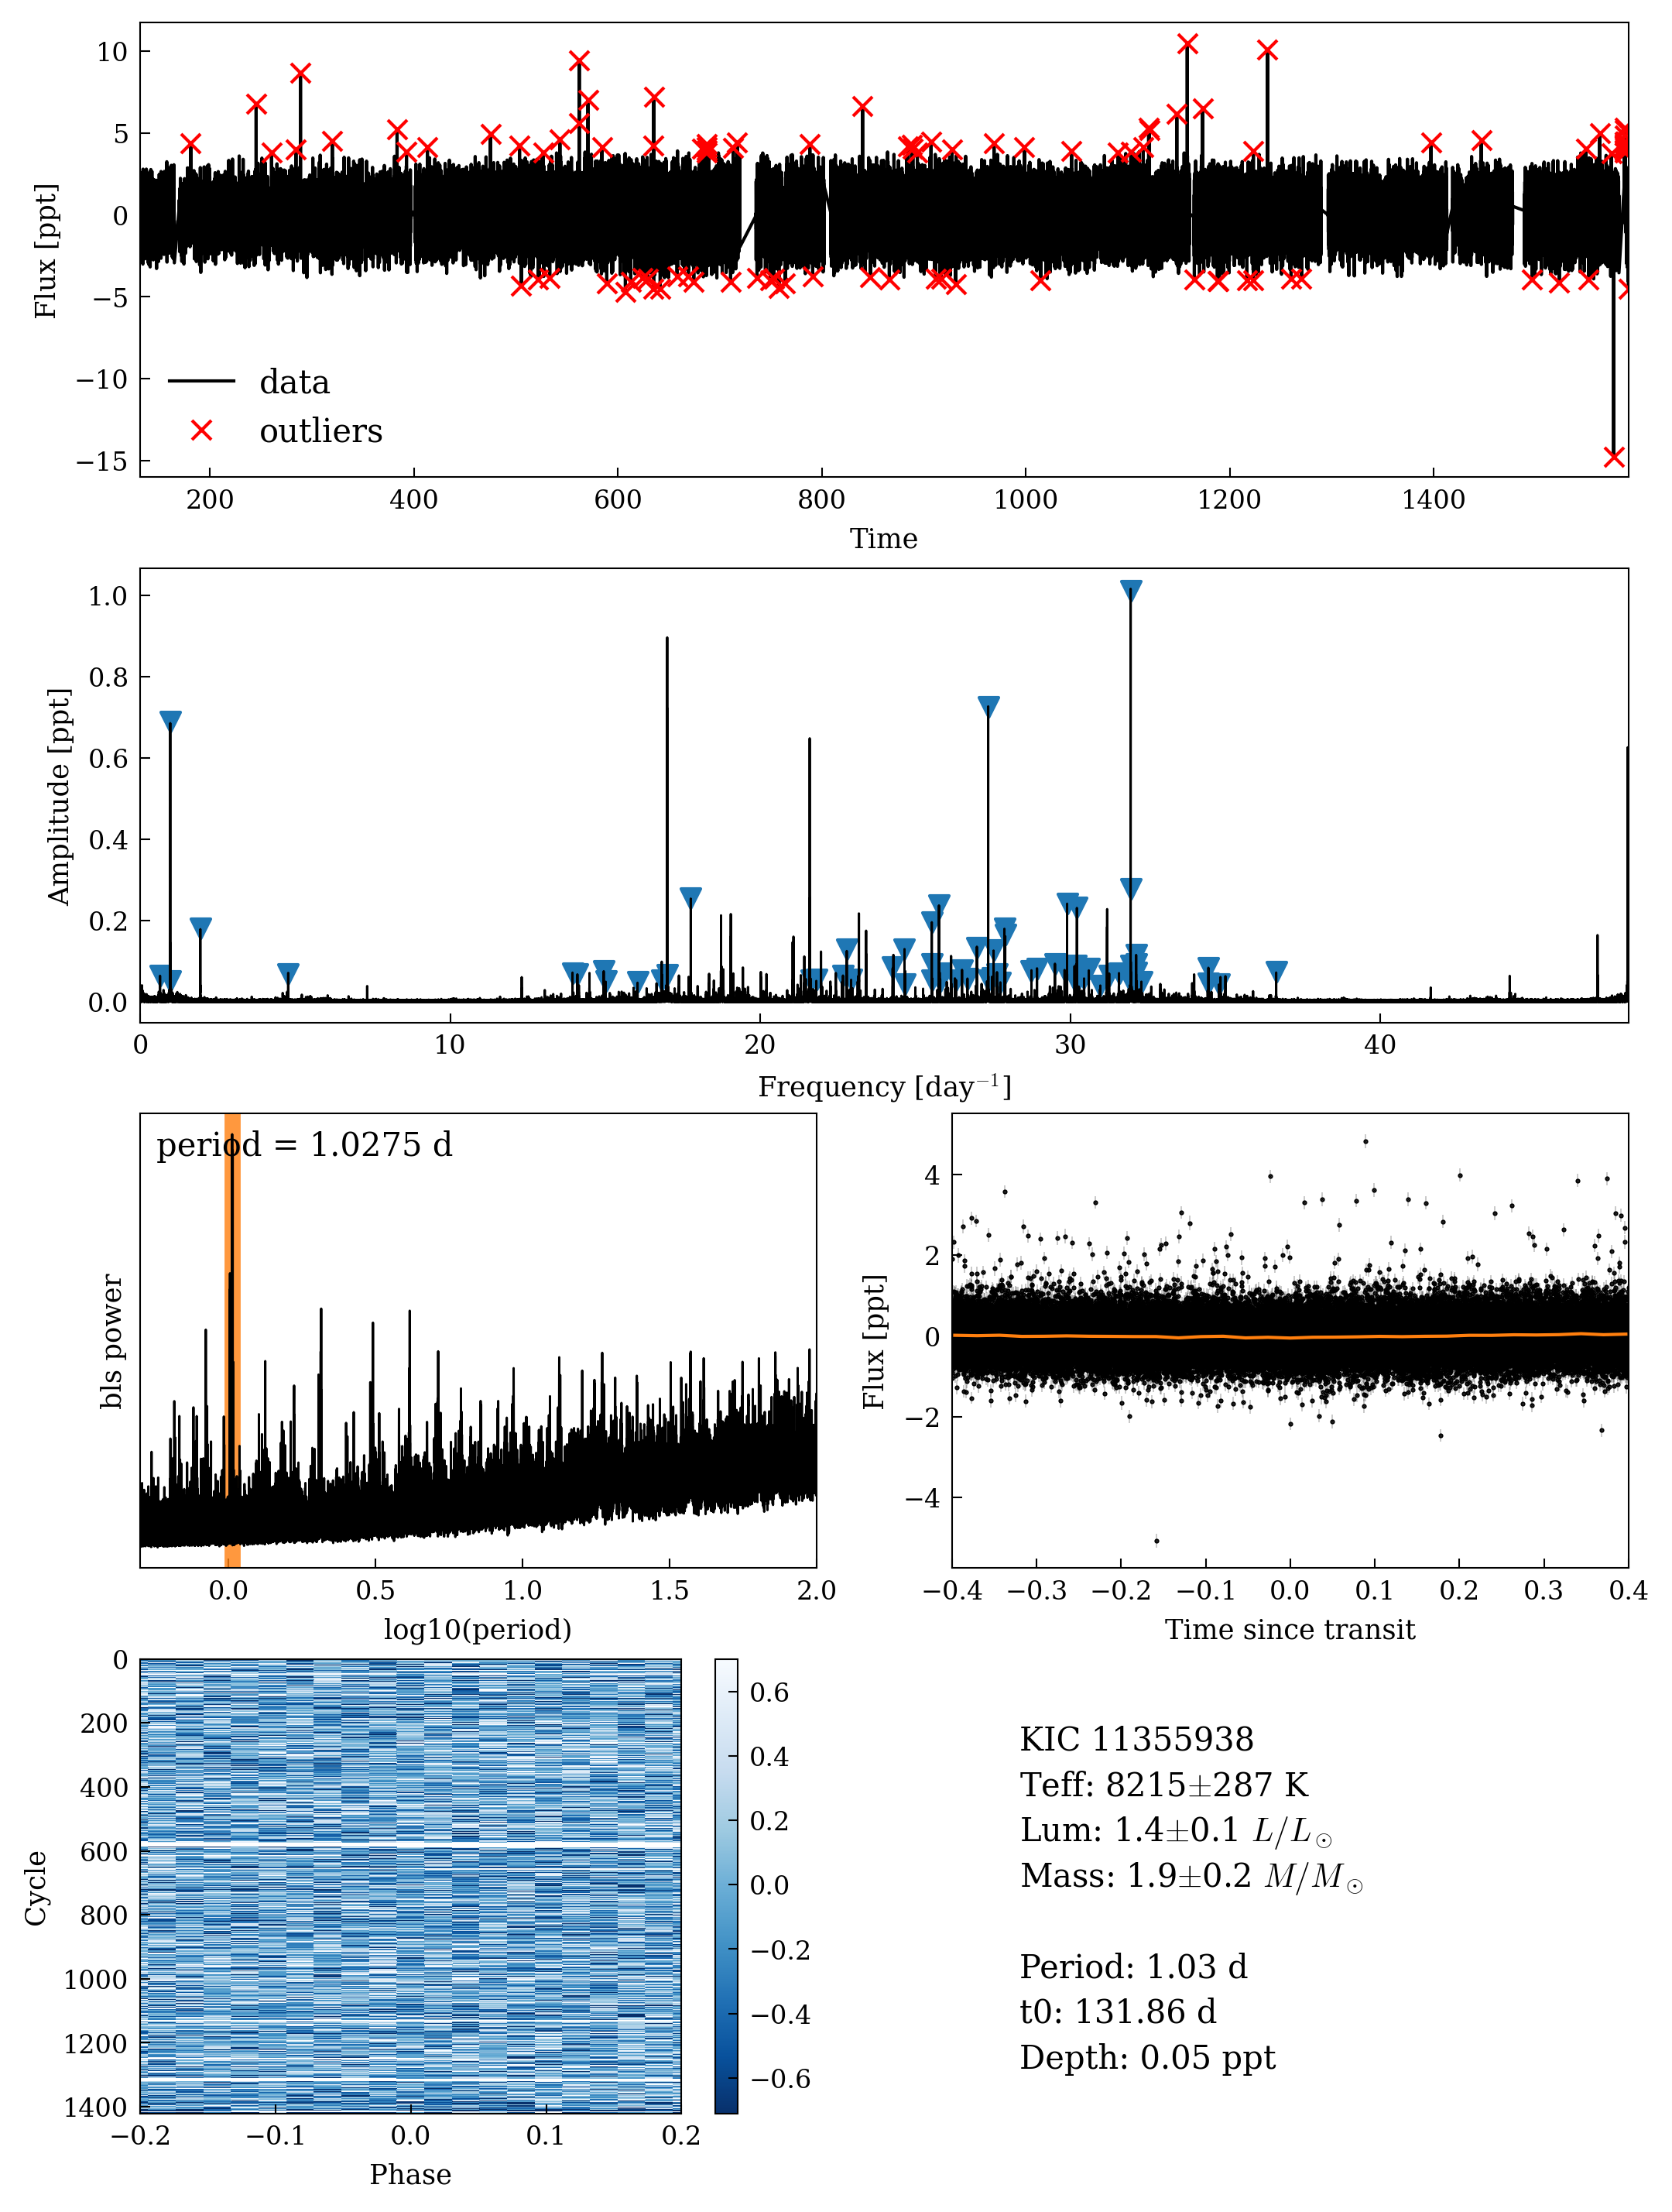 10
5
0
−5
−10
−15
Flux [ppt]
data
outliers
200 400 600 800 1000 1200 1400
Time
1.0
0.8
0.6
0.4
0.2
0.0
Amplitude [ppt]
0 10 20 30 40
Frequency [day⁻¹]
period = 1.0275 d
bls power
0.0 0.5 1.0 1.5 2.0
log10(period)
4
2
0
−2
−4
Flux [ppt]
−0.4 −0.3 −0.2 −0.1 0.0 0.1 0.2 0.3 0.4
Time since transit
0
200
400
600
800
1000
1200
1400
Cycle
−0.2 −0.1 0.0 0.1 0.2
Phase
0.6
0.4
0.2
0.0
−0.2
−0.4
−0.6
KIC 11355938
Teff: 8215±287 K
Lum: 1.4±0.1 L/L☉
Mass: 1.9±0.2 M/M☉
Period: 1.03 d
t0: 131.86 d
Depth: 0.05 ppt